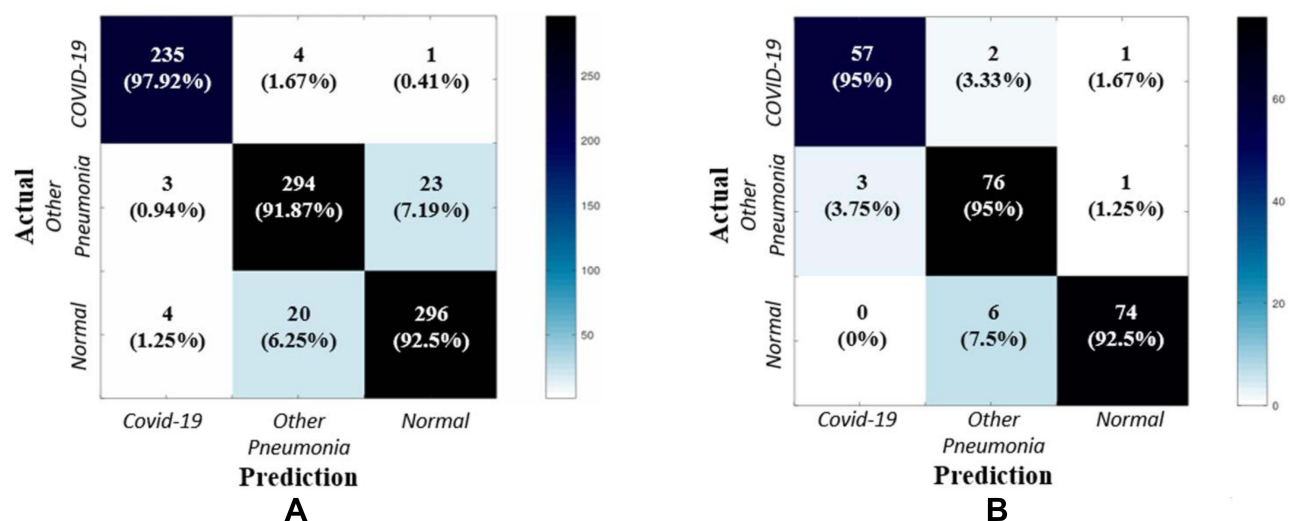 COVID-19
235
(97.92%)
4
(1.67%)
1
(0.41%)
Actual
Other
Pneumonia
3
(0.94%)
294
(91.87%)
23
(7.19%)
Normal
4
(1.25%)
20
(6.25%)
296
(92.5%)
250
200
150
100
50
Covid-19
Other
Pneumonia
Normal
Prediction
A
COVID-19
57
(95%)
2
(3.33%)
1
(1.67%)
Actual
Other
Pneumonia
3
(3.75%)
76
(95%)
1
(1.25%)
Normal
0
(0%)
6
(7.5%)
74
(92.5%)
60
40
20
0
Covid-19
Other
Pneumonia
Normal
Prediction
B